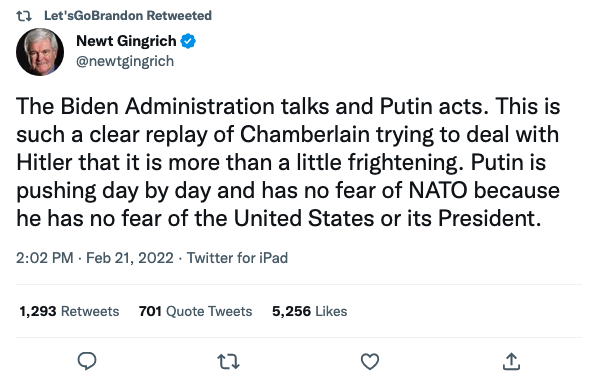 Let'sGoBrandon Retweeted
Newt Gingrich
@newtgingrich
The Biden Administration talks and Putin acts. This is
such a clear replay of Chamberlain trying to deal with
Hitler that it is more than a little frightening. Putin is
pushing day by day and has no fear of NATO because
he has no fear of the United States or its President.
2:02 PM · Feb 21, 2022 · Twitter for iPad
1,293 Retweets 701 Quote Tweets 5,256 Likes